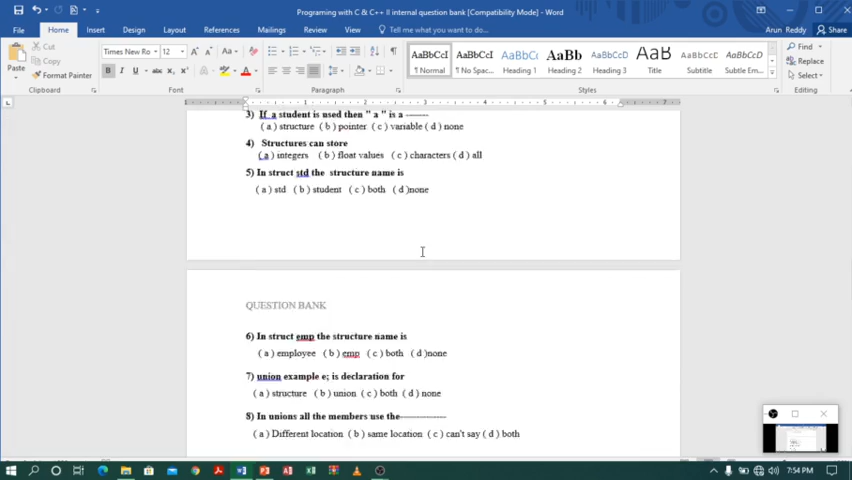 Programing with C & C++ II internal question bank [Compatibility Mode] - Word
Arun Reddy
File Home Insert Design Layout References Mailings Review View Tell me what you want to do... Share
Cut
Copy
Format Painter
Paste
Times New Ro 12
Find
Replace
Select
AaBbCcI AaBbCcI AaBbCc AaBb AaBbCcI AaB AaBbCcI AaBbCcI
¶ Normal ¶ No Spac... Heading 1 Heading 2 Heading 3 Title Subtitle Subtle Em...
Clipboard Font Paragraph Styles Editing
3) If a student is used then " a " is a -------
( a ) structure ( b ) pointer ( c ) variable ( d ) none
4) Structures can store
( a ) integers ( b ) float values ( c ) characters ( d ) all
5) In struct std the structure name is
( a ) std ( b ) student ( c ) both ( d )none
QUESTION BANK
6) In struct emp the structure name is
( a ) employee ( b ) emp ( c ) both ( d )none
7) union example e; is declaration for
( a ) structure ( b ) union ( c ) both ( d ) none
8) In unions all the members use the--------------
( a ) Different location ( b ) same location ( c ) can't say ( d ) both
7:54 PM